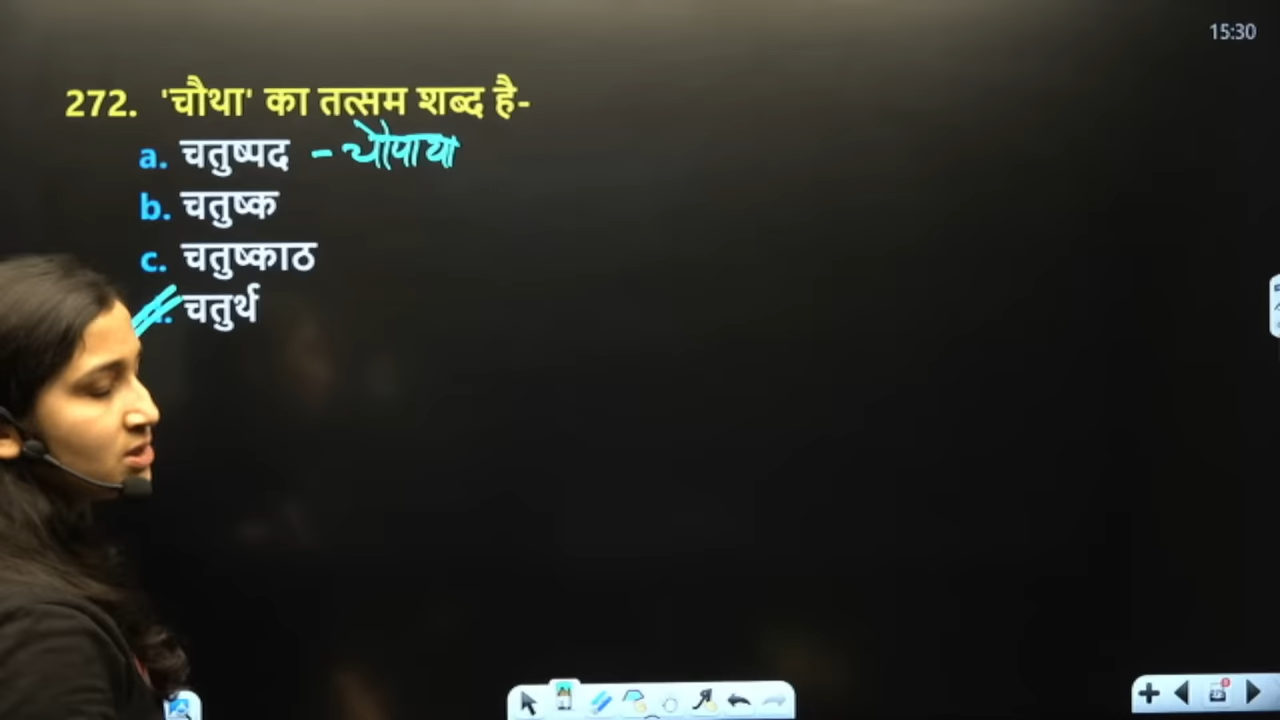 15:30
272. 'चौथा' का तत्सम शब्द है-
a. चतुष्पद - चौपाया
b. चतुष्क
c. चतुष्काठ
चतुर्थ